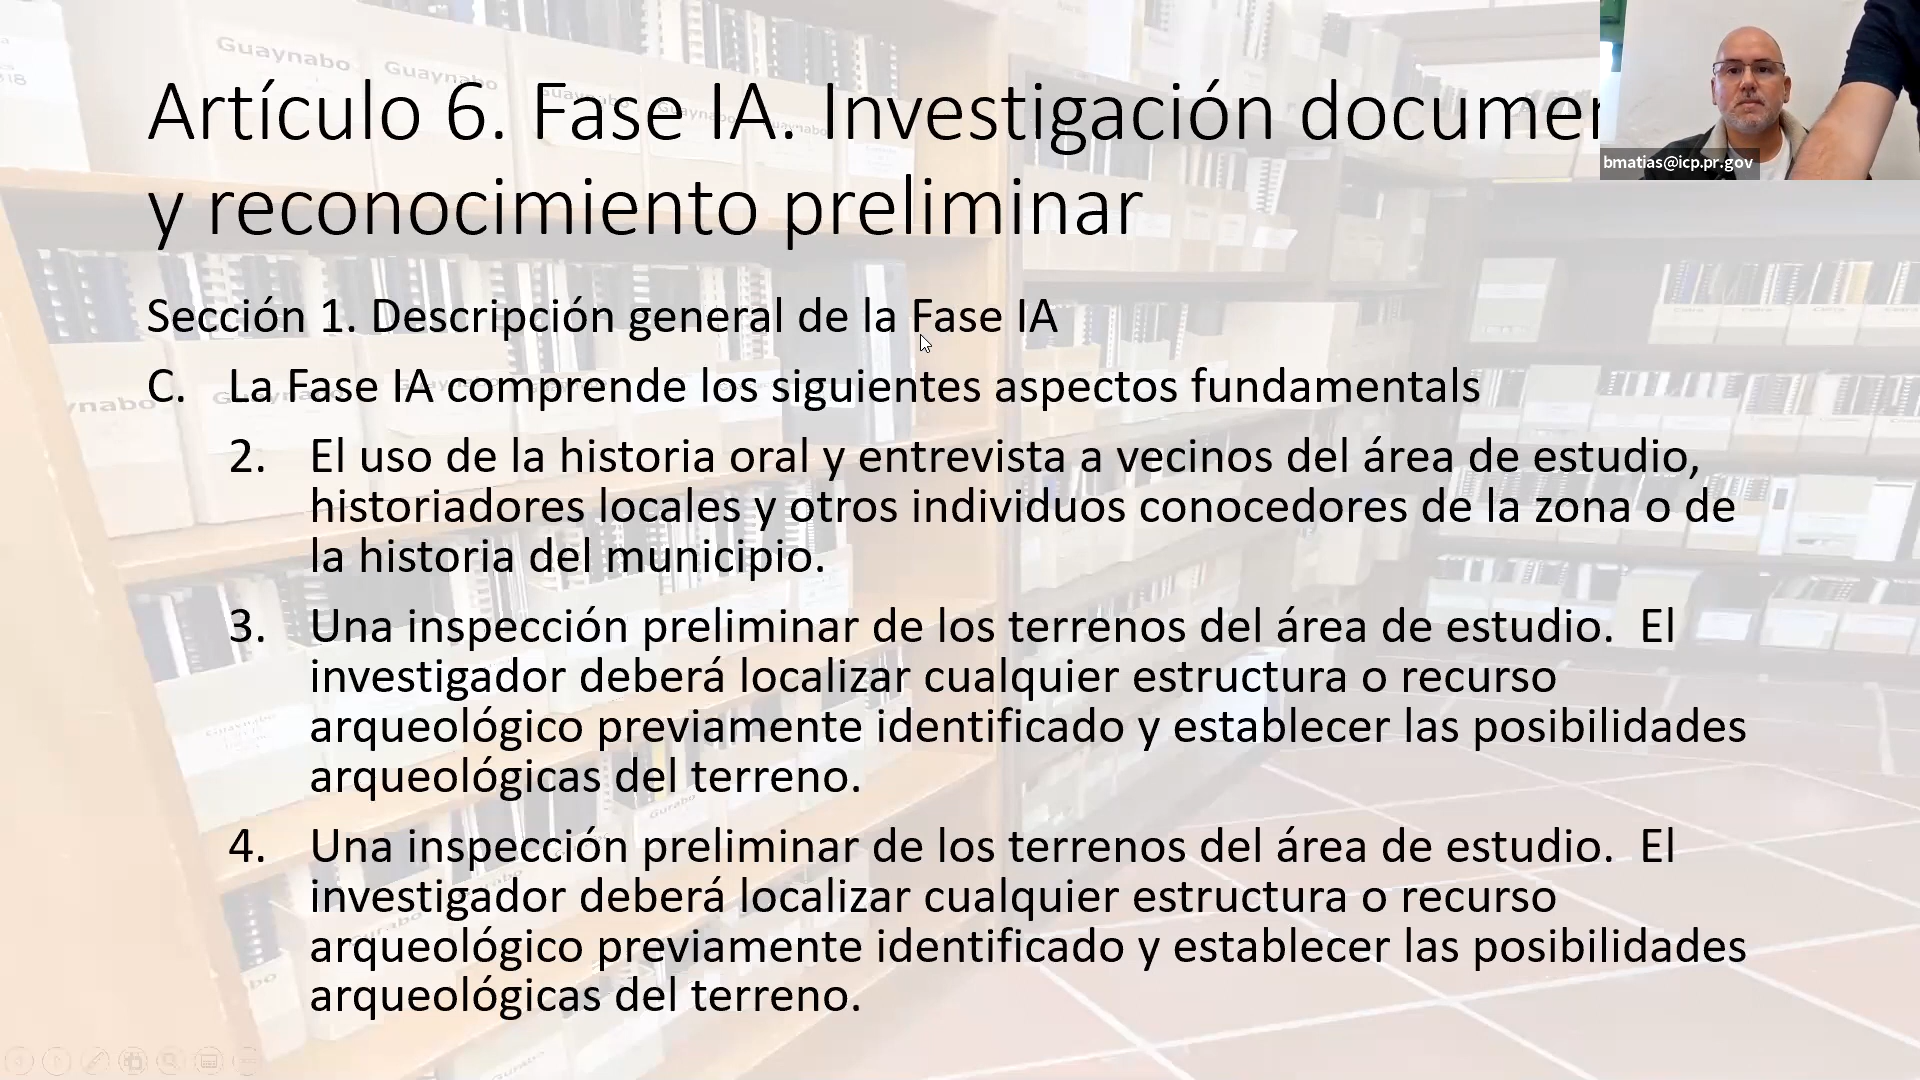 Artículo 6. Fase IA. Investigación
y reconocimiento preliminar
bmatias@icp.pr.gov
Sección 1. Descripción general de la Fase IA
C. La Fase IA comprende los siguientes aspectos fundamentals
2. El uso de la historia oral y entrevista a vecinos del área de estudio,
historiadores locales y otros individuos conocedores de la zona o de
la historia del municipio.
3. Una inspección preliminar de los terrenos del área de estudio. El
investigador deberá localizar cualquier estructura o recurso
arqueológico previamente identificado y establecer las posibilidades
arqueológicas del terreno.
4. Una inspección preliminar de los terrenos del área de estudio. El
investigador deberá localizar cualquier estructura o recurso
arqueológico previamente identificado y establecer las posibilidades
arqueológicas del terreno.
Guaynabo
Guaynabo
Guaynabo
Guaynabo
Guaynabo
Gurabo